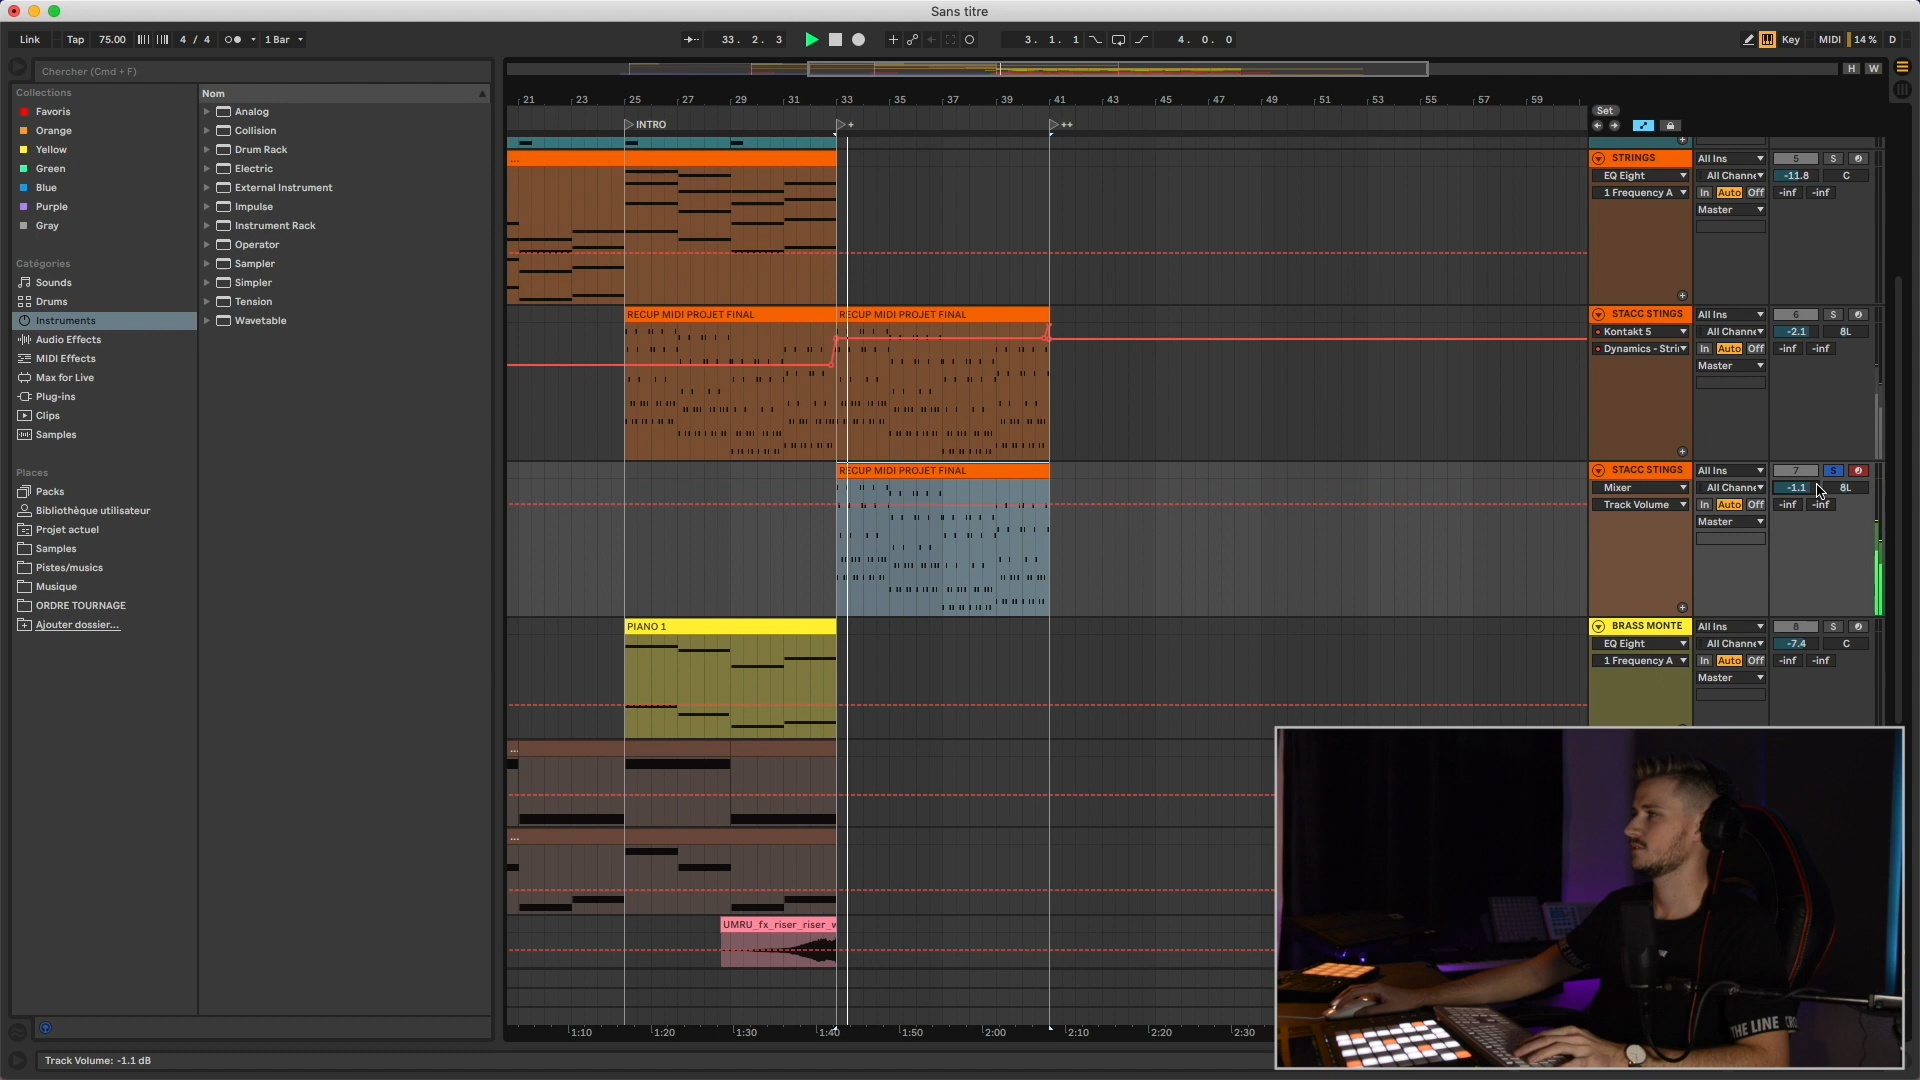 Sans titre
Link Tap 75.00 4 / 4 1 Bar 33. 2. 3 3. 1. 1 4. 0. 0 Key MIDI 14 % D
Chercher (Cmd + F)
H W
Collections
Favoris
Orange
Yellow
Green
Blue
Purple
Gray
Catégories
Sounds
Drums
Instruments
Audio Effects
MIDI Effects
Max for Live
Plug-ins
Clips
Samples
Places
Packs
Bibliothèque utilisateur
Projet actuel
Samples
Pistes/musics
Musique
ORDRE TOURNAGE
Ajouter dossier...
Nom
Analog
Collision
Drum Rack
Electric
External Instrument
Impulse
Instrument Rack
Operator
Sampler
Simpler
Tension
Wavetable
21 23 25 27 29 31 33 35 37 39 41 43 45 47 49 51 53 55 57 59
INTRO + ++
Set
...
RECUP MIDI PROJET FINAL RECUP MIDI PROJET FINAL
RECUP MIDI PROJET FINAL
PIANO 1
...
...
UMRU_fx_riser_riser_w
1:10 1:20 1:30 1:40 1:50 2:00 2:10 2:20 2:30
STRINGS All Ins 5 S
EQ Eight All Channe -11.8 C
1 Frequency A In Auto Off -inf -inf
Master
STACC STINGS All Ins 6 S
Kontakt 5 All Channe -2.1 8L
Dynamics - Stri In Auto Off -inf -inf
Master
STACC STINGS All Ins 7 S
Mixer All Channe -1.1 8L
Track Volume In Auto Off -inf -inf
Master
BRASS MONTE All Ins 8 S
EQ Eight All Channe -7.4 C
1 Frequency A In Auto Off -inf -inf
Master
THE LINE
Track Volume: -1.1 dB